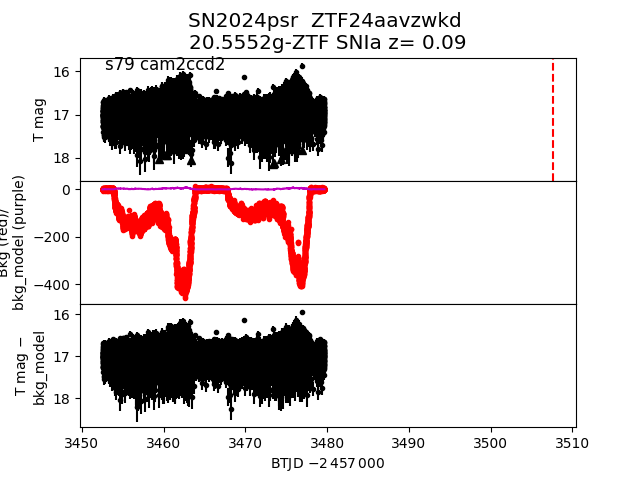 SN2024psr ZTF24aavzwkd
20.5552g-ZTF SNIa z= 0.09
s79 cam2ccd2
16
17
18
T mag
0
−200
−400
Bkg (red)/
bkg_model (purple)
16
17
18
T mag −
bkg_model
3450 3460 3470 3480 3490 3500 3510
BTJD −2 457 000